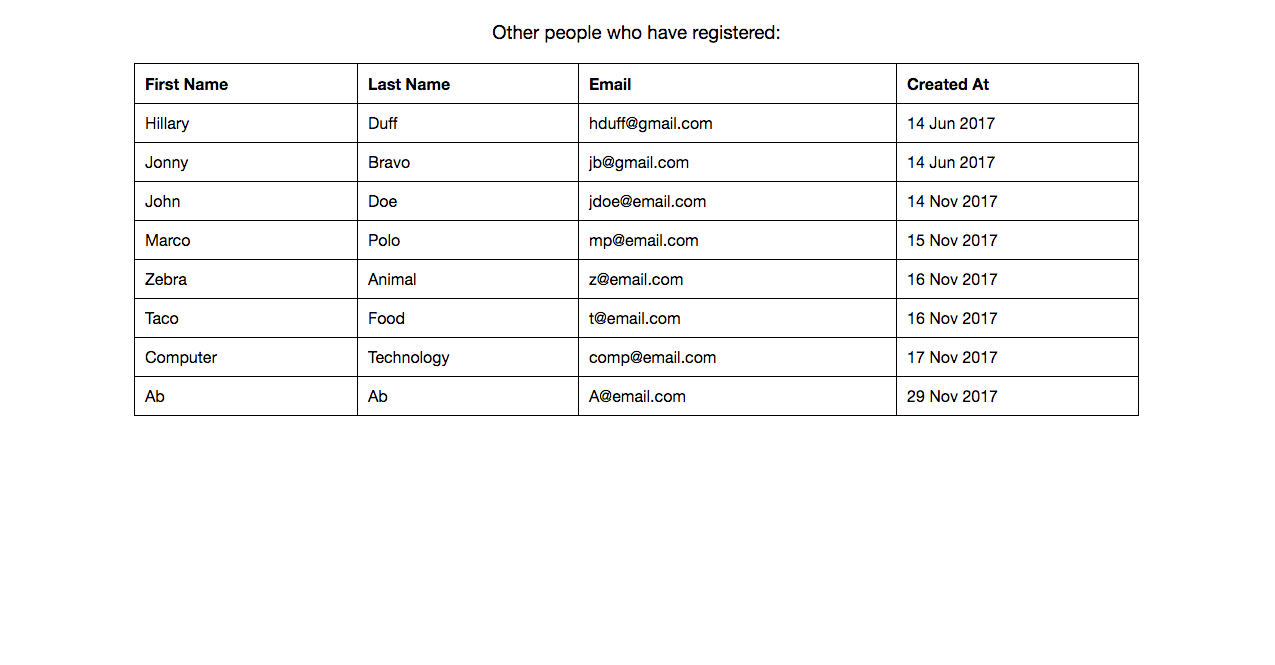 Other people who have registered:
First Name Last Name Email Created At
Hillary Duff hduff@gmail.com 14 Jun 2017
Jonny Bravo jb@gmail.com 14 Jun 2017
John Doe jdoe@email.com 14 Nov 2017
Marco Polo mp@email.com 15 Nov 2017
Zebra Animal z@email.com 16 Nov 2017
Taco Food t@email.com 16 Nov 2017
Computer Technology comp@email.com 17 Nov 2017
Ab Ab A@email.com 29 Nov 2017